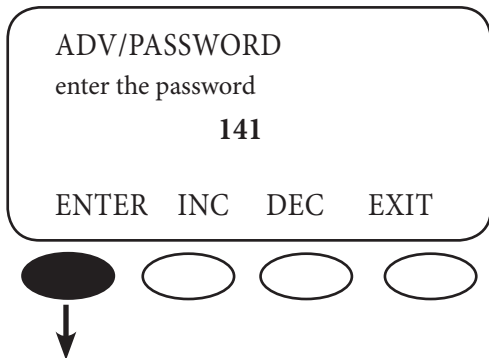 ADV/PASSWORD
enter the password
141
ENTER INC DEC EXIT